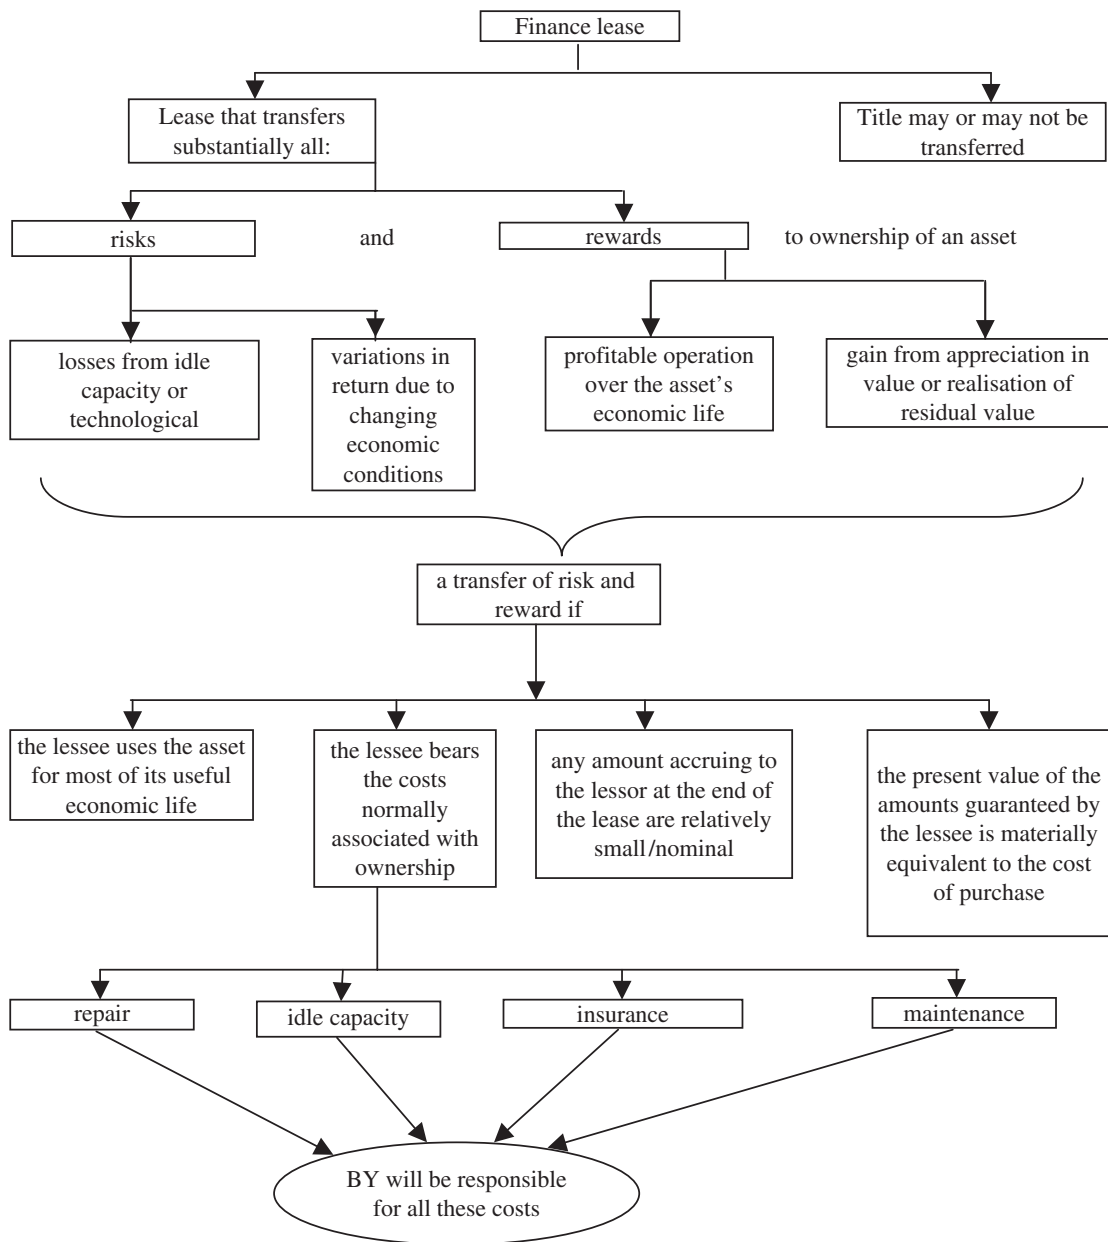 Finance lease
Lease that transfers
substantially all:
Title may or may not be
transferred
risks
and
rewards
to ownership of an asset
losses from idle
capacity or
technological
variations in
return due to
changing
economic
conditions
profitable operation
over the asset's
economic life
gain from appreciation in
value or realisation of
residual value
a transfer of risk and
reward if
the lessee uses the asset
for most of its useful
economic life
the lessee bears
the costs
normally
associated with
ownership
any amount accruing to
the lessor at the end of
the lease are relatively
small/nominal
the present value of the
amounts guaranteed by
the lessee is materially
equivalent to the cost
of purchase
repair
idle capacity
insurance
maintenance
BY will be responsible
for all these costs